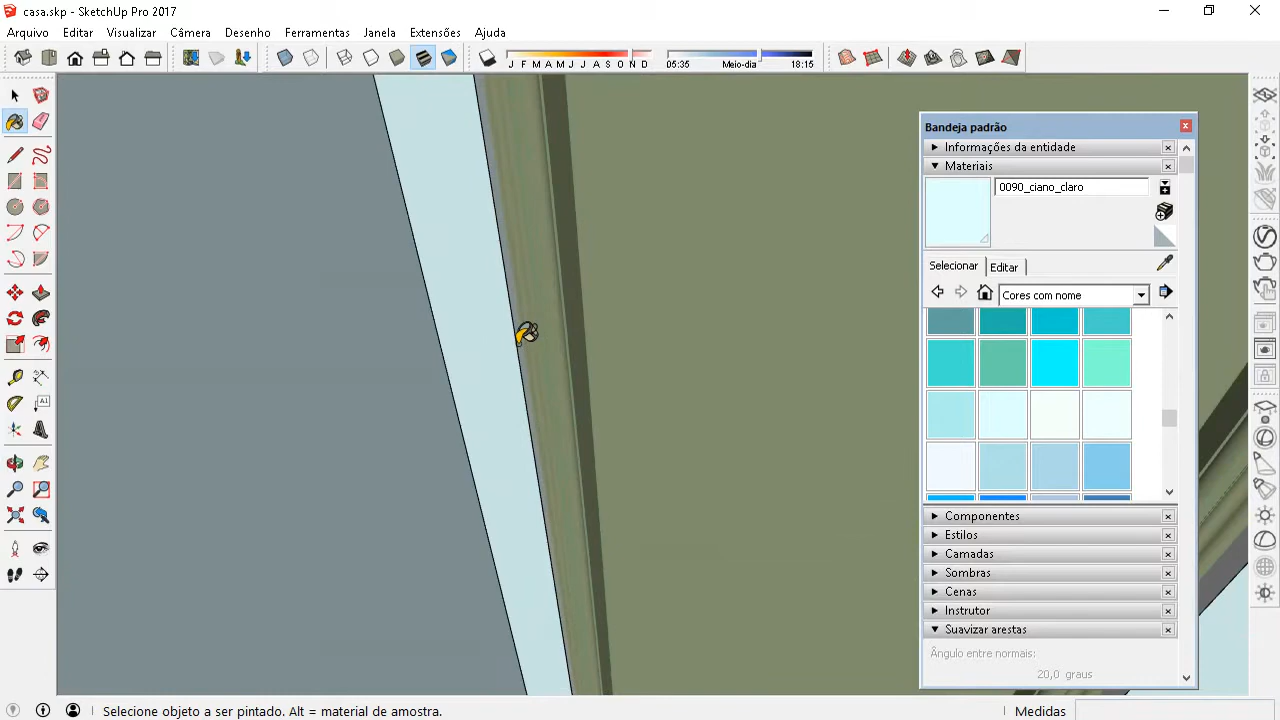 casa.skp - SketchUp Pro 2017
Arquivo Editar Visualizar Câmera Desenho Ferramentas Janela Extensões Ajuda
J F M A M J J A S O N D 05:35 Meio-dia 18:15
Bandeja padrão
Informações da entidade
Materiais
0090_ciano_claro
Selecionar Editar
Cores com nome
A1
Componentes
Estilos
Camadas
Sombras
Cenas
Instrutor
Suavizar arestas
Ângulo entre normais:
20,0 graus
Selecione objeto a ser pintado. Alt = material de amostra. Medidas